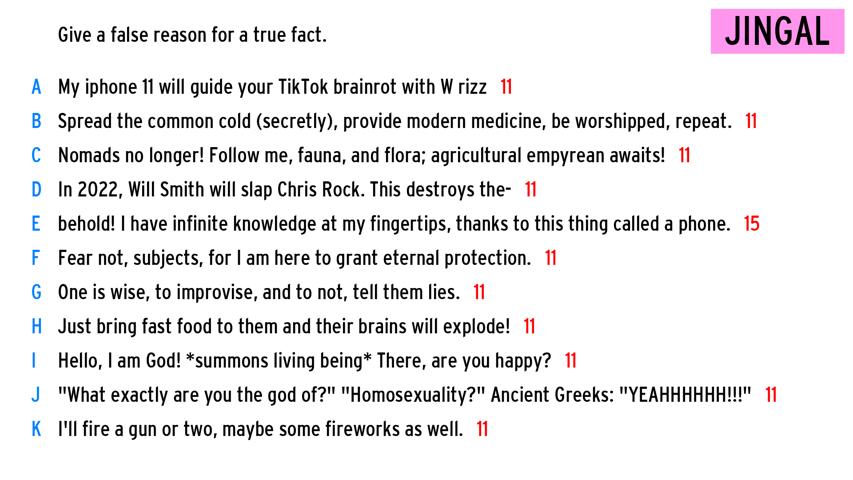 Give a false reason for a true fact.
JINGAL
A My iphone 11 will guide your TikTok brainrot with W rizz 11
B Spread the common cold (secretly), provide modern medicine, be worshipped, repeat. 11
C Nomads no longer! Follow me, fauna, and flora; agricultural empyrean awaits! 11
D In 2022, Will Smith will slap Chris Rock. This destroys the- 11
E behold! I have infinite knowledge at my fingertips, thanks to this thing called a phone. 15
F Fear not, subjects, for I am here to grant eternal protection. 11
G One is wise, to improvise, and to not, tell them lies. 11
H Just bring fast food to them and their brains will explode! 11
I Hello, I am God! *summons living being* There, are you happy? 11
J "What exactly are you the god of?" "Homosexuality?" Ancient Greeks: "YEAHHHHHH!!!" 11
K I'll fire a gun or two, maybe some fireworks as well. 11